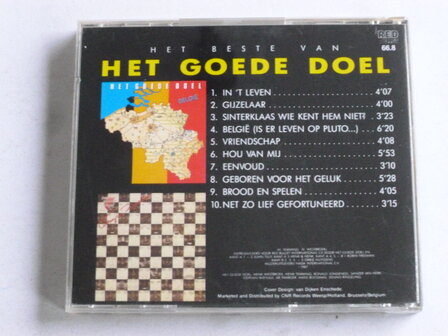 HET BESTE VAN
RED
66.8
HET GOEDE DOEL
HET GOEDE DOEL
BELGIË
1. IN 'T LEVEN 4'07
2. GIJZELAAR 4'00
3. SINTERKLAAS WIE KENT HEM NIET? 3'23
4. BELGIË (IS ER LEVEN OP PLUTO...) 6'20
5. VRIENDSCHAP 4'08
6. HOU VAN MIJ 5'53
7. EENVOUD 3'10
8. GEBOREN VOOR HET GELUK 5'28
9. BROOD EN SPELEN 4'05
10. NET ZO LIEF GEFORTUNEERD 3'15
Cover Design van Dijken Enschede
Marketed and Distributed by CNR Records Weesp/Holland, Brussels/Belgium